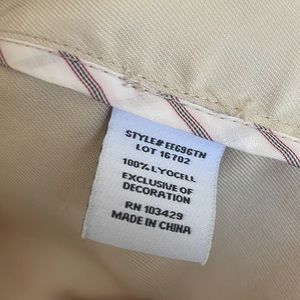 STYLE# EE696TN
LOT 16702
100% LYOCELL
EXCLUSIVE OF
DECORATION
RN 103429
MADE IN CHINA